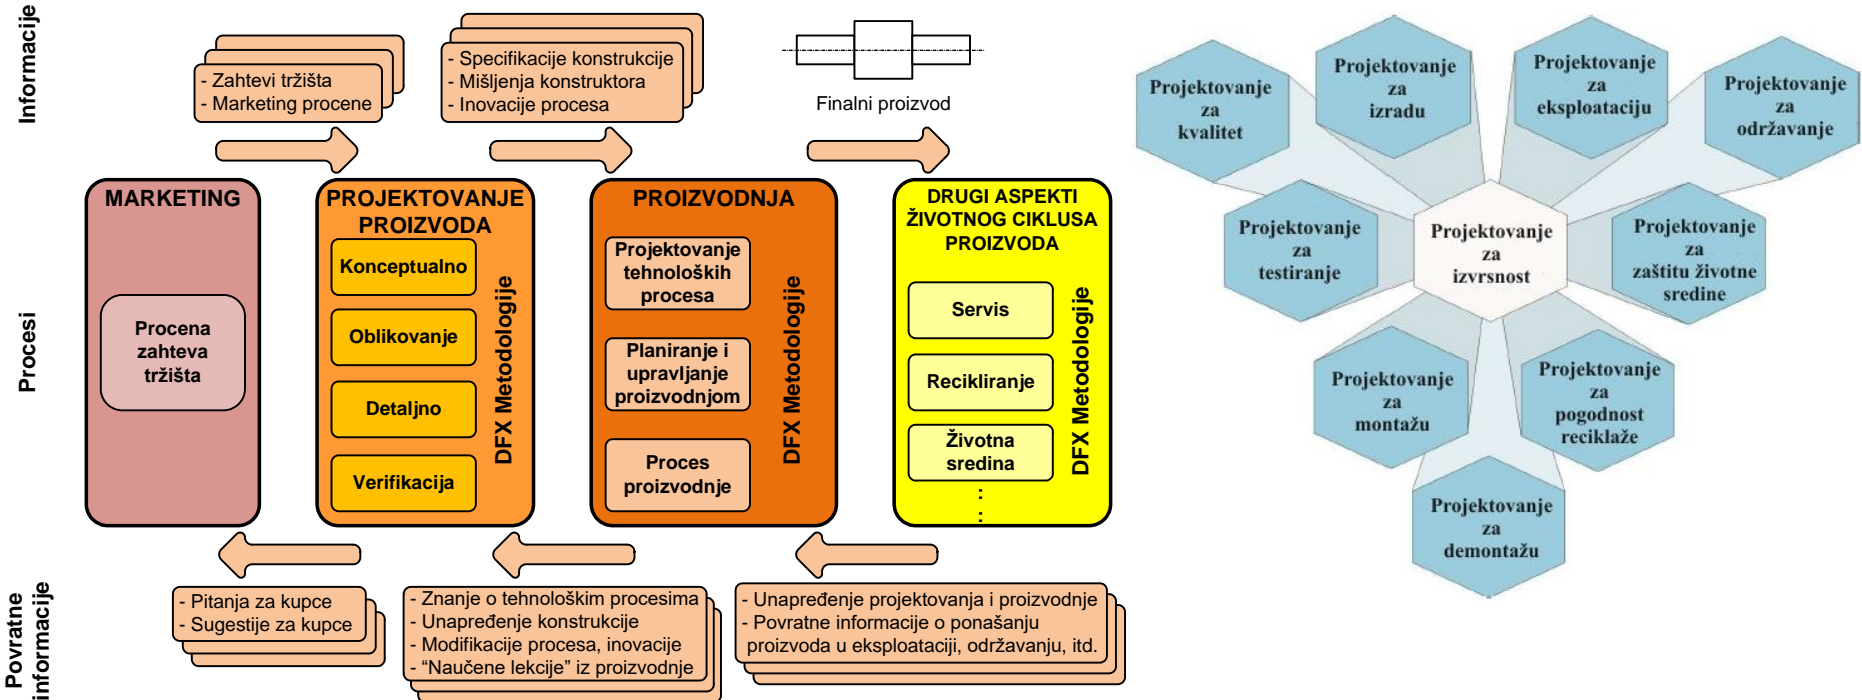 Informacije
- Zahtevi tržišta
- Marketing procene
- Specifikacije konstrukcije
- Mišljenja konstruktora
- Inovacije procesa
Finalni proizvod
Procesi
MARKETING
Procena
zahteva
tržišta
PROJEKTOVANJE
PROIZVODA
Konceptualno
Oblikovanje
Detaljno
Verifikacija
DFX Metodologije
PROIZVODNJA
Projektovanje
tehnoloških
procesa
Planiranje i
upravljanje
proizvodnjom
Proces
proizvodnje
DFX Metodologije
DRUGI ASPEKTI
ŽIVOTNOG CIKLUSA
PROIZVODA
Servis
Recikliranje
Životna
sredina
:
:
DFX Metodologije
Povratne
informacije
- Pitanja za kupce
- Sugestije za kupce
- Znanje o tehnološkim procesima
- Unapređenje konstrukcije
- Modifikacije procesa, inovacije
- “Naučene lekcije” iz proizvodnje
- Unapređenje projektovanja i proizvodnje
- Povratne informacije o ponašanju
proizvoda u eksploataciji, održavanju, itd.
Projektovanje
za
kvalitet
Projektovanje
za
izradu
Projektovanje
za
eksploataciju
Projektovanje
za
održavanje
Projektovanje
za
testiranje
Projektovanje
za
izvrsnost
Projektovanje
za
zaštitu životne
sredine
Projektovanje
za
montažu
Projektovanje
za
pogodnost
reciklaže
Projektovanje
za
demontažu